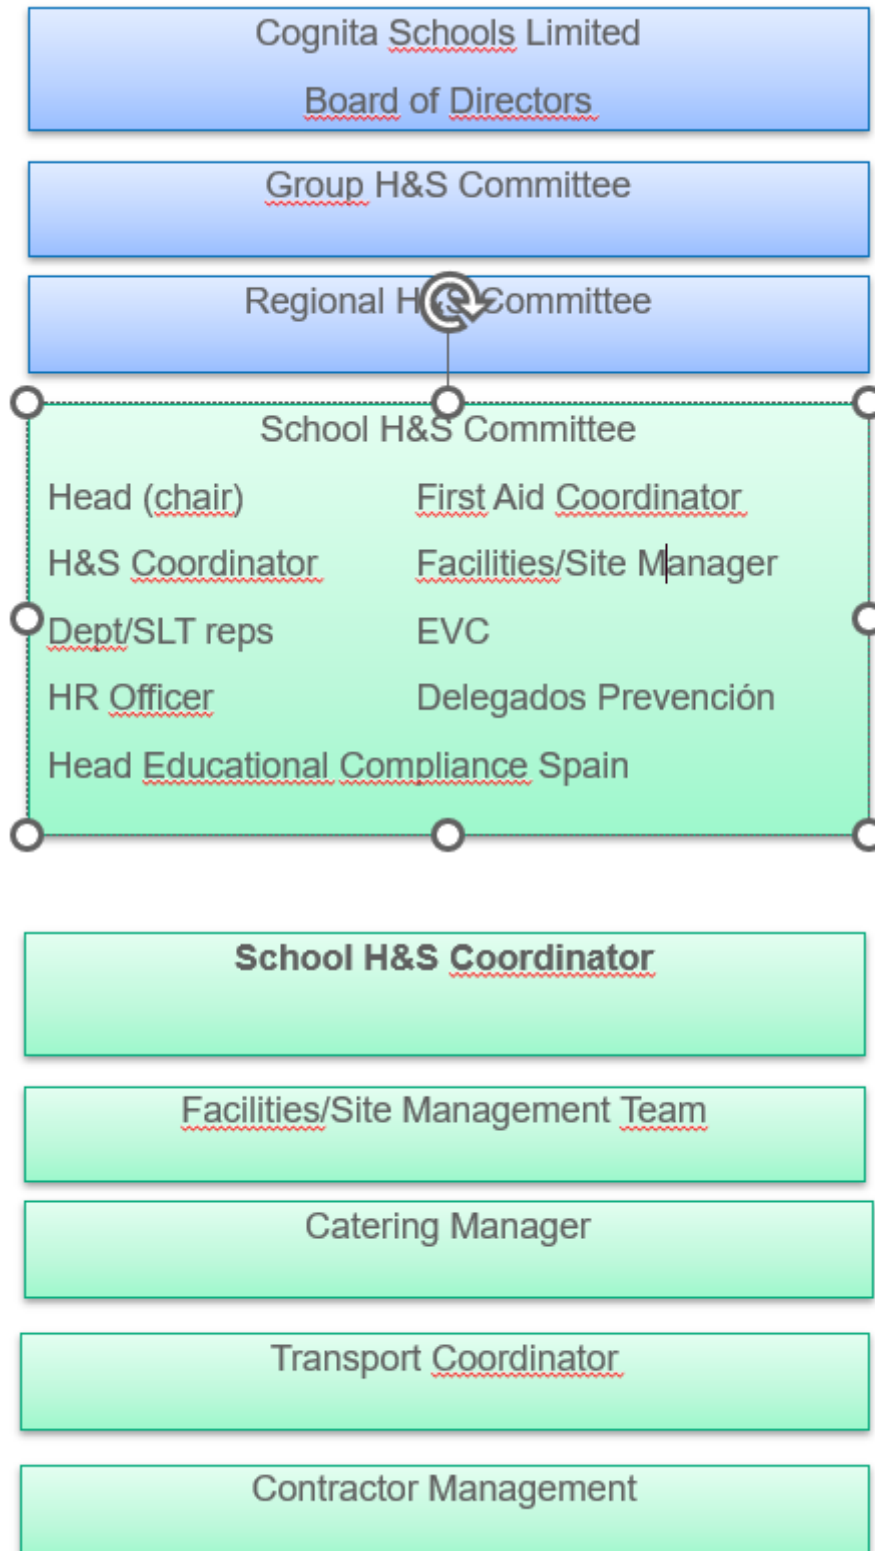 Cognita Schools Limited
Board of Directors
Group H&S Committee
Regional H&S Committee
School H&S Committee
Head (chair) First Aid Coordinator
H&S Coordinator Facilities/Site Manager
Dept/SLT reps EVC
HR Officer Delegados Prevención
Head Educational Compliance Spain
School H&S Coordinator
Facilities/Site Management Team
Catering Manager
Transport Coordinator
Contractor Management